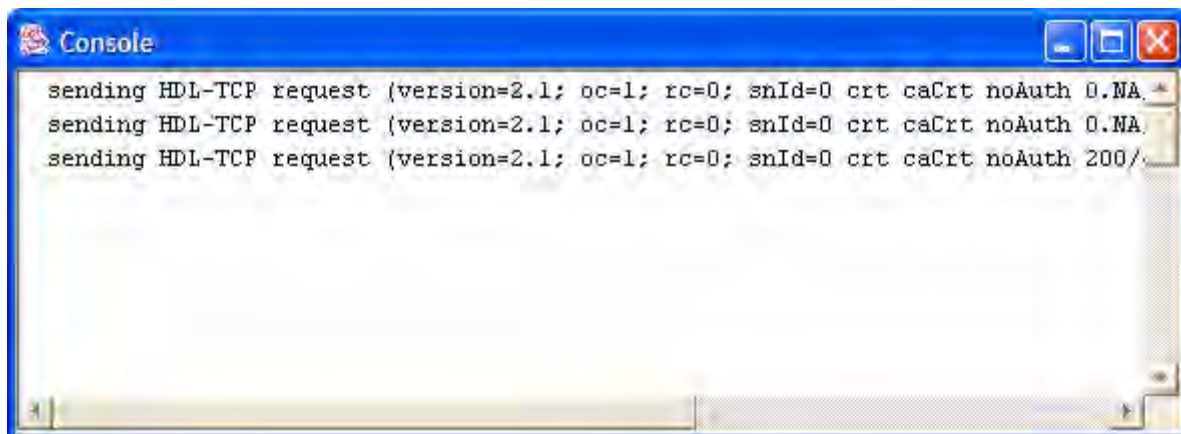 Console
sending HDL-TCP request (version=2.1; oc=1; rc=0; snId=0 crt caCrt noAuth 0.NA
sending HDL-TCP request (version=2.1; oc=1; rc=0; snId=0 crt caCrt noAuth 0.NA
sending HDL-TCP request (version=2.1; oc=1; rc=0; snId=0 crt caCrt noAuth 200/